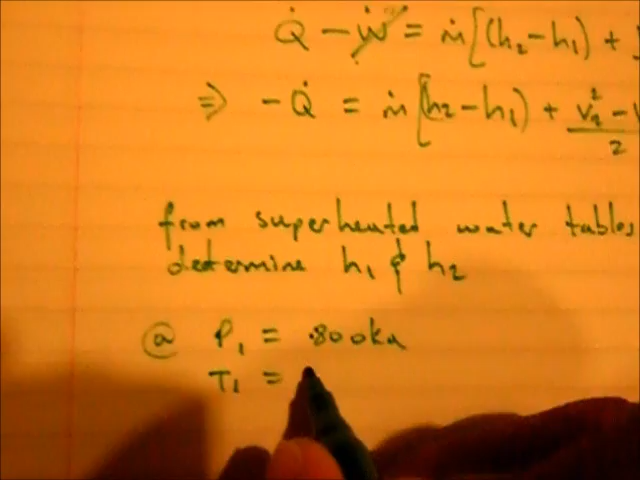 Q̇ − Ẇ = ṁ[(h₂−h₁) +
⇒ −Q̇ = ṁ[(h₂−h₁) + (V₂² −)/2
from superheated water tables
determine h₁ & h₂
@ P₁ = 800ka
T₁ =